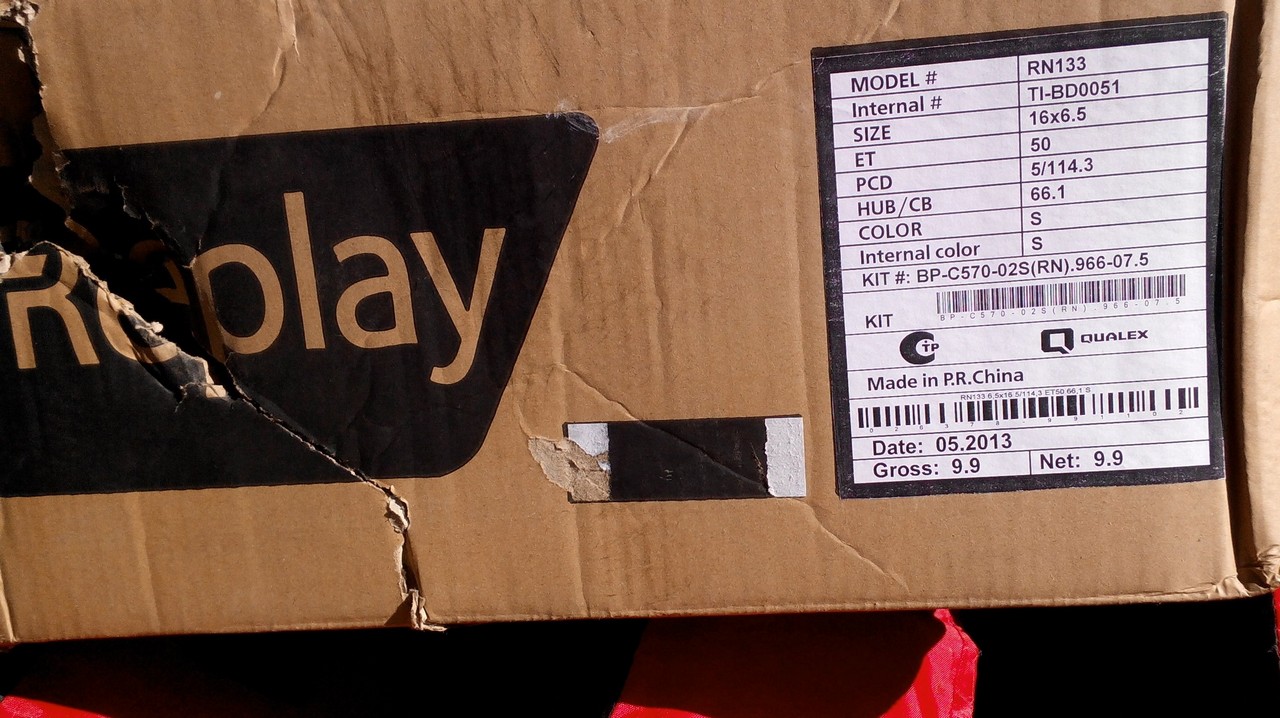 Replay
MODEL # RN133
Internal # TI-BD0051
SIZE 16x6.5
ET 50
PCD 5/114.3
HUB/CB 66.1
COLOR S
Internal color S
KIT #: BP-C570-02S(RN).966-07.5
KIT
BP-C570-02S(RN).966-07.5
СТР QUALEX
Made in P.R.China
RN133 6,5x16 5/114,3 ET50 66,1 S
Date: 05.2013
Gross: 9.9 Net: 9.9